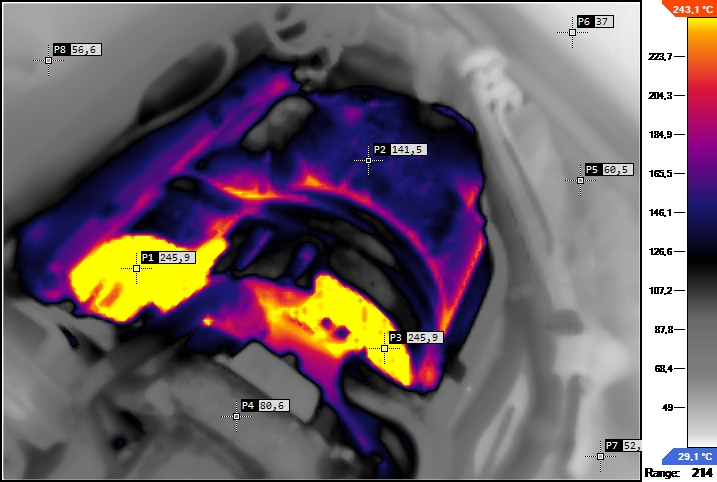 243,1 °C
P6 37
P8 56,6
223,7
204,3
184,9
P2 141,5
P5 60,5
165,5
146,1
P1 245,9
126,6
107,2
87,8
P3 245,9
68,4
P4 80,6
49
P7 52,
29,1 °C
Range: 214